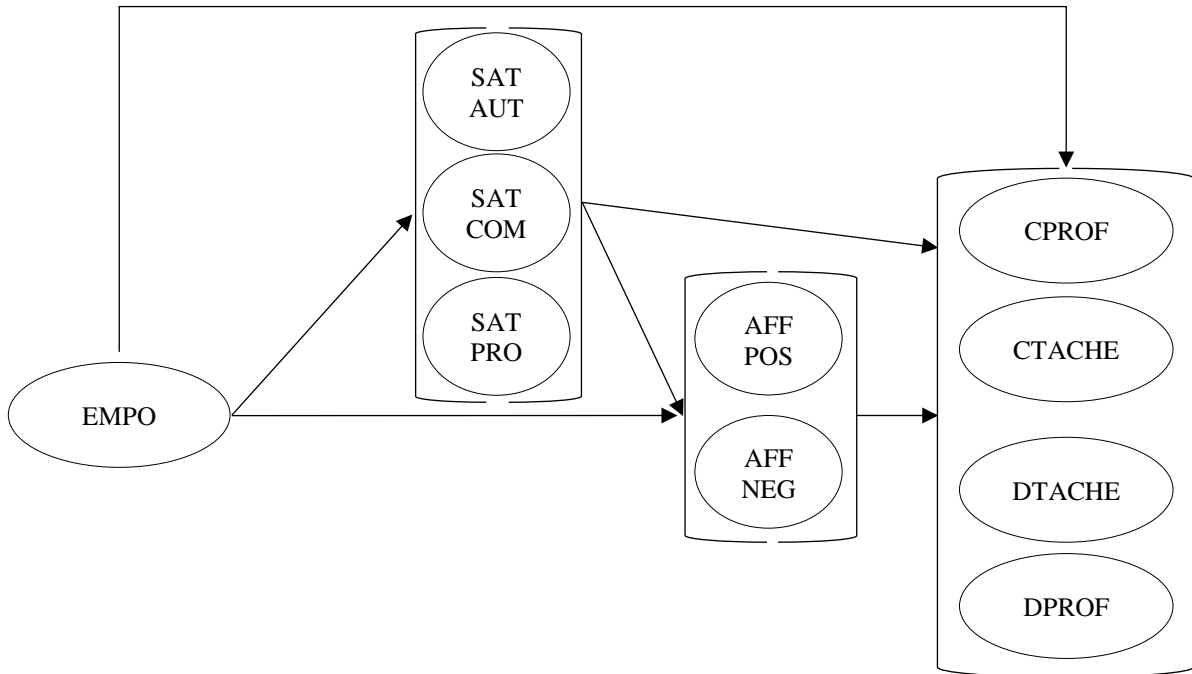 SAT
AUT
SAT
COM
SAT
PRO
EMPO
AFF
POS
AFF
NEG
CPROF
CTACHE
DTACHE
DPROF